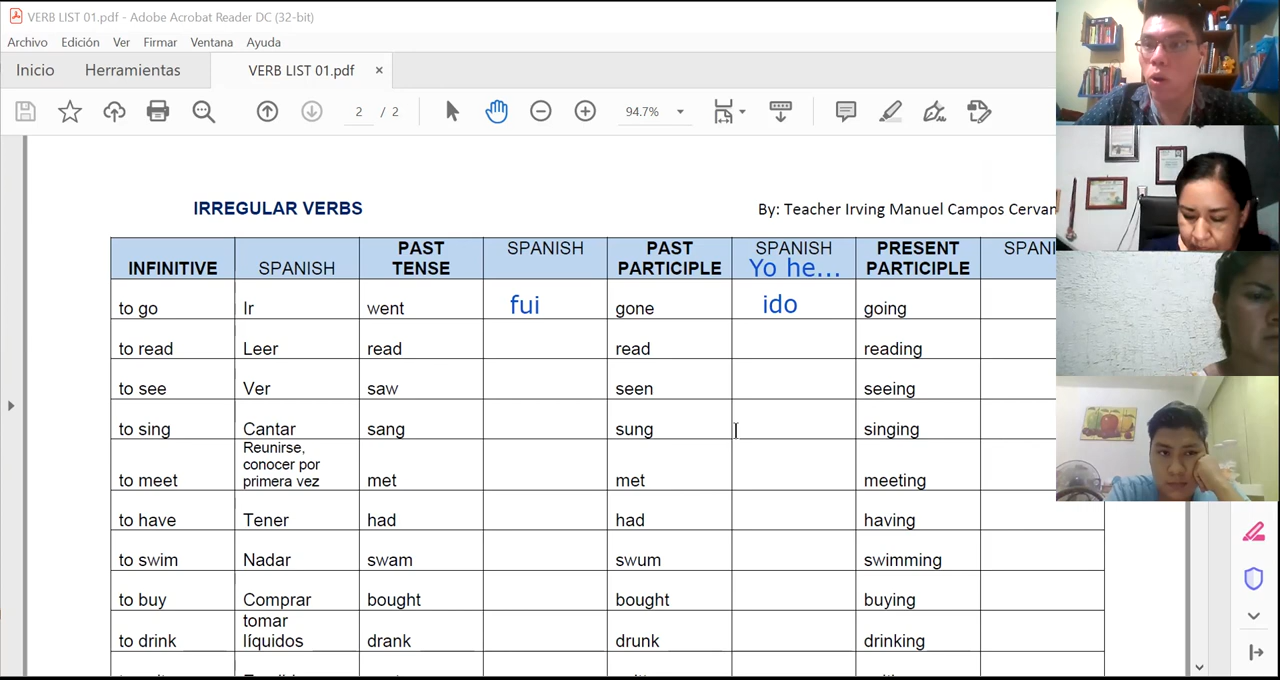 VERB LIST 01.pdf - Adobe Acrobat Reader DC (32-bit)
Archivo Edición Ver Firmar Ventana Ayuda
Inicio Herramientas VERB LIST 01.pdf ×
2 / 2 94.7%
IRREGULAR VERBS By: Teacher Irving Manuel Campos Cervan
INFINITIVE SPANISH PAST TENSE SPANISH PAST PARTICIPLE SPANISH Yo he... PRESENT PARTICIPLE SPANI
to go Ir went fui gone ido going
to read Leer read read reading
to see Ver saw seen seeing
to sing Cantar sang sung singing
to meet Reunirse, conocer por primera vez met met meeting
to have Tener had had having
to swim Nadar swam swum swimming
to buy Comprar bought bought buying
to drink tomar líquidos drank drunk drinking